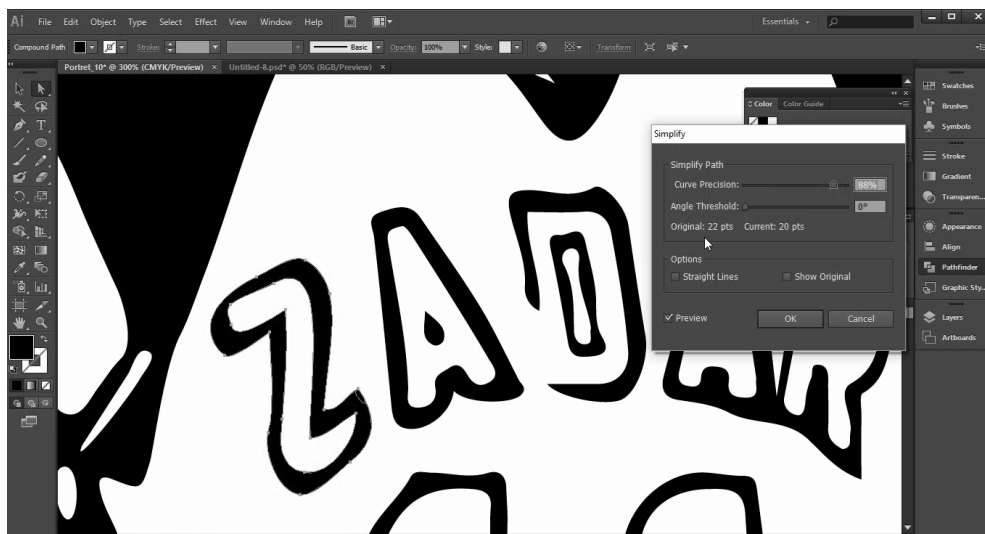 Ai File Edit Object Type Select Effect View Window Help Br
Essentials
Compound Path Stroke: Basic Opacity: 100% Style: Transform
Portret_10* @ 300% (CMYK/Preview) × Untitled-8.psd* @ 50% (RGB/Preview) ×
Color Color Guide
Simplify
Simplify Path
Curve Precision: 88%
Angle Threshold: 0°
Original: 22 pts Current: 20 pts
Options
Straight Lines Show Original
Preview OK Cancel
Swatches
Brushes
Symbols
Stroke
Gradient
Transparen...
Appearance
Align
Pathfinder
Graphic Sty...
Layers
Artboards
ZADAR